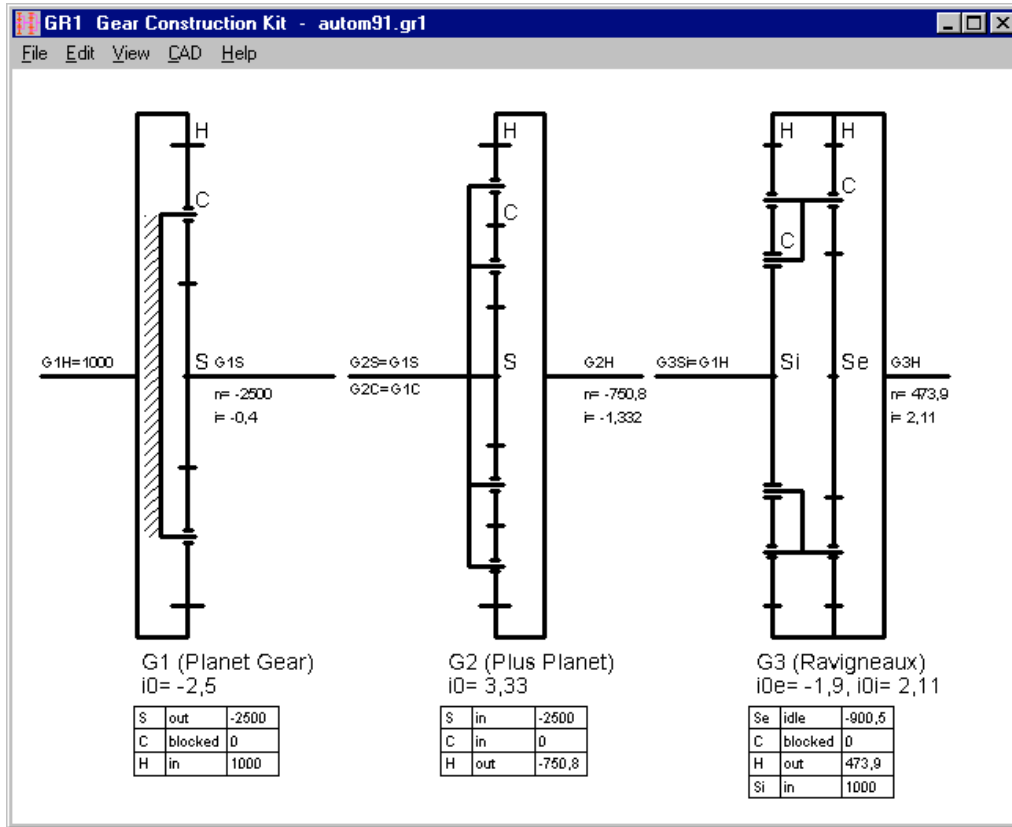 GR1 Gear Construction Kit - autom91.gr1
File Edit View CAD Help
H
C
S
G1H=1000
G1S
n= -2500
i= -0,4
H
C
S
G2S=G1S
G2C=G1C
G2H
n= -750,8
i= -1,332
H H
C
C
Si Se
G3Si=G1H
G3H
n= 473,9
i= 2,11
G1 (Planet Gear)
i0= -2,5
S out -2500
C blocked 0
H in 1000
G2 (Plus Planet)
i0= 3,33
S in -2500
C in 0
H out -750,8
G3 (Ravigneaux)
i0e= -1,9, i0i= 2,11
Se idle -900,5
C blocked 0
H out 473,9
Si in 1000